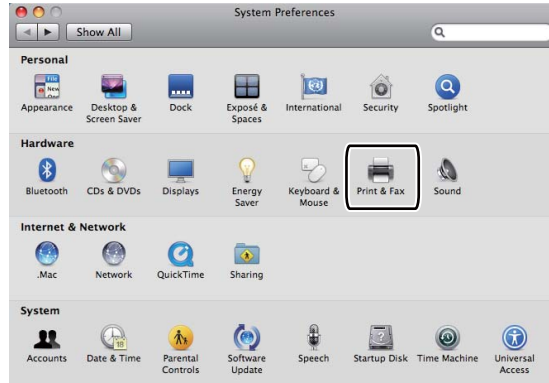 System Preferences
Show All
Personal
Appearance Desktop & Screen Saver Dock Exposé & Spaces International Security Spotlight
Hardware
Bluetooth CDs & DVDs Displays Energy Saver Keyboard & Mouse Print & Fax Sound
Internet & Network
.Mac Network QuickTime Sharing
System
Accounts Date & Time Parental Controls Software Update Speech Startup Disk Time Machine Universal Access